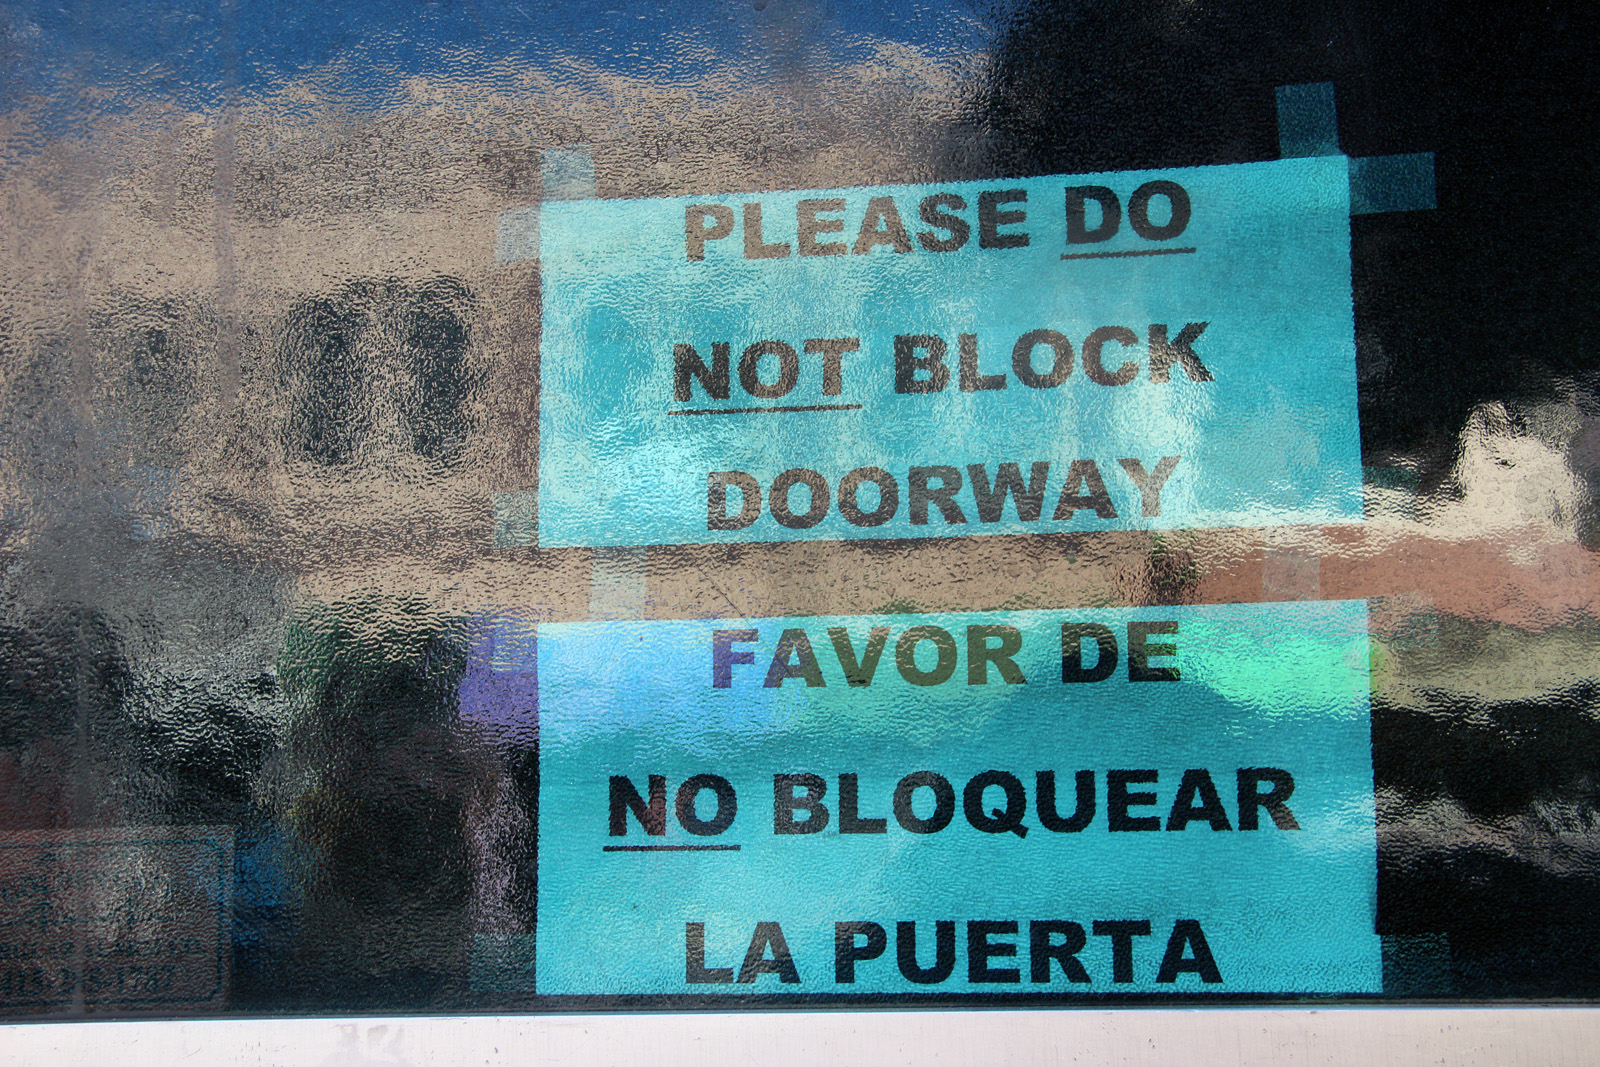 PLEASE DO
NOT BLOCK
DOORWAY
FAVOR DE
NO BLOQUEAR
LA PUERTA